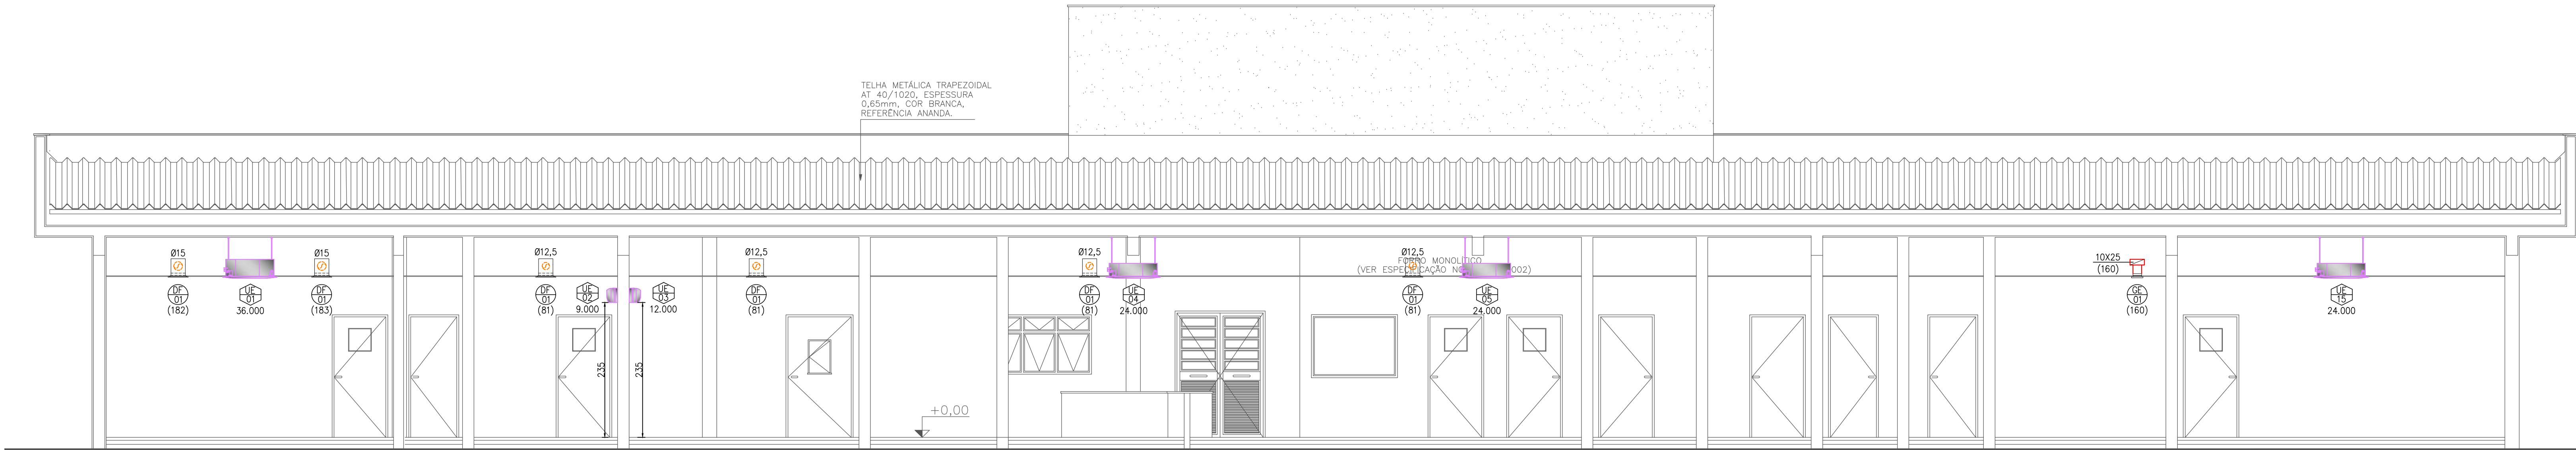 TELHA METÁLICA TRAPEZOIDAL
AT 40/1020, ESPESSURA
0,65mm, COR BRANCA,
REFERÊNCIA ANANDA.
Ø15
DF
01
(182)
UE
01
36.000
Ø15
DF
01
(183)
Ø12,5
DF
01
(81)
UE
02
9.000
235
UE
03
12.000
235
Ø12,5
DF
01
(81)
+0,00
Ø12,5
DF
01
(81)
UE
04
24.000
FORRO MONOLÍTICO
(VER ESPECIFICAÇÃO 002)
Ø12,5
DF
01
(81)
UE
05
24.000
10X25
(160)
GE
01
(160)
UE
15
24.000